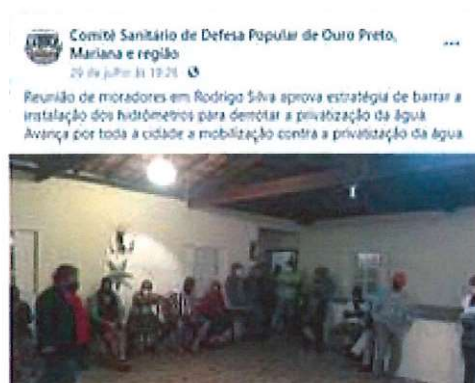 Comitê Sanitário de Defesa Popular de Ouro Preto,
Mariana e região
29 de julho às 19:26
Reunião de moradores em Rodrigo Silva aprova estratégia de barrar a
instalação dos hidrômetros para derrotar a privatização da água.
Avança por toda a cidade a mobilização contra a privatização da água.